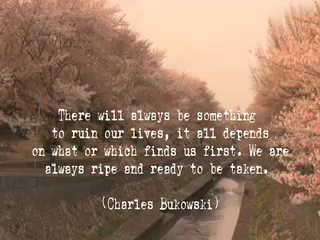 There will always be something
to ruin our lives, it all depends
on what or which finds us first. We are
always ripe and ready to be taken.
(Charles Bukowski)